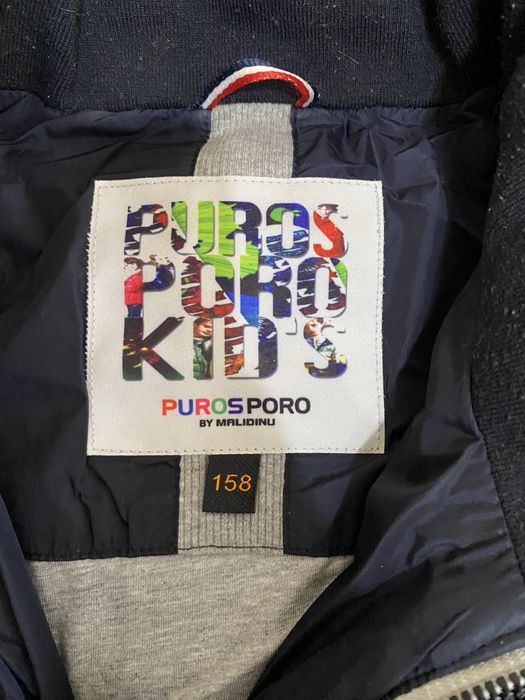 PUROS
PORO
KID'S
PUROSPORO
BY MALIDINU
158